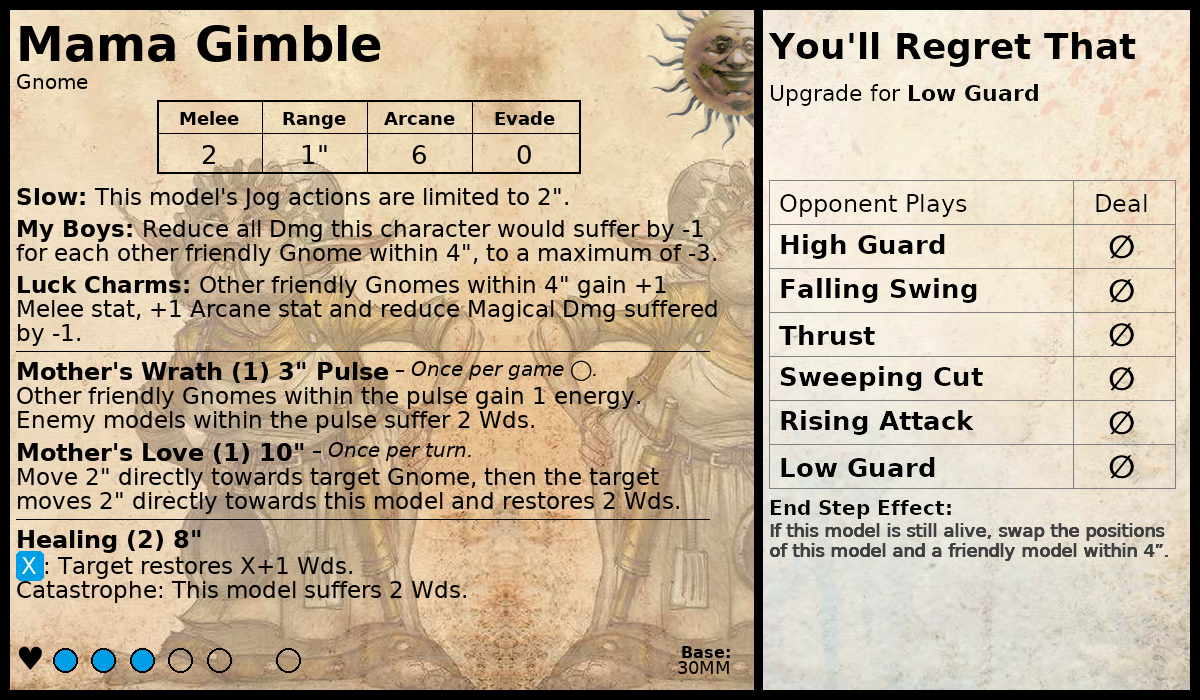 Mama Gimble
Gnome
Melee Range Arcane Evade
2 1" 6 0
Slow: This model's Jog actions are limited to 2".
My Boys: Reduce all Dmg this character would suffer by -1
for each other friendly Gnome within 4", to a maximum of -3.
Luck Charms: Other friendly Gnomes within 4" gain +1
Melee stat, +1 Arcane stat and reduce Magical Dmg suffered
by -1.
Mother's Wrath (1) 3" Pulse – Once per game ◯.
Other friendly Gnomes within the pulse gain 1 energy.
Enemy models within the pulse suffer 2 Wds.
Mother's Love (1) 10" – Once per turn.
Move 2" directly towards target Gnome, then the target
moves 2" directly towards this model and restores 2 Wds.
Healing (2) 8"
X: Target restores X+1 Wds.
Catastrophe: This model suffers 2 Wds.
Base:
30MM
You'll Regret That
Upgrade for Low Guard
Opponent Plays Deal
High Guard ∅
Falling Swing ∅
Thrust ∅
Sweeping Cut ∅
Rising Attack ∅
Low Guard ∅
End Step Effect:
If this model is still alive, swap the positions
of this model and a friendly model within 4”.